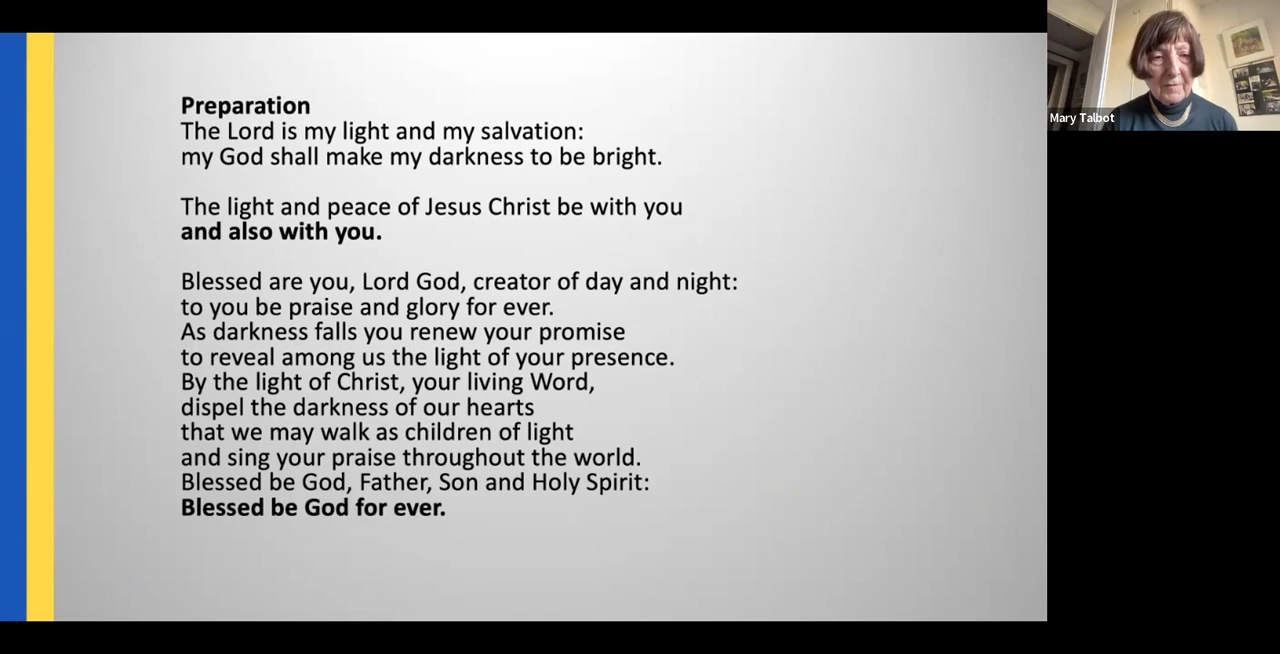 Preparation
The Lord is my light and my salvation:
my God shall make my darkness to be bright.
The light and peace of Jesus Christ be with you
and also with you.
Blessed are you, Lord God, creator of day and night:
to you be praise and glory for ever.
As darkness falls you renew your promise
to reveal among us the light of your presence.
By the light of Christ, your living Word,
dispel the darkness of our hearts
that we may walk as children of light
and sing your praise throughout the world.
Blessed be God, Father, Son and Holy Spirit:
Blessed be God for ever.
Mary Talbot